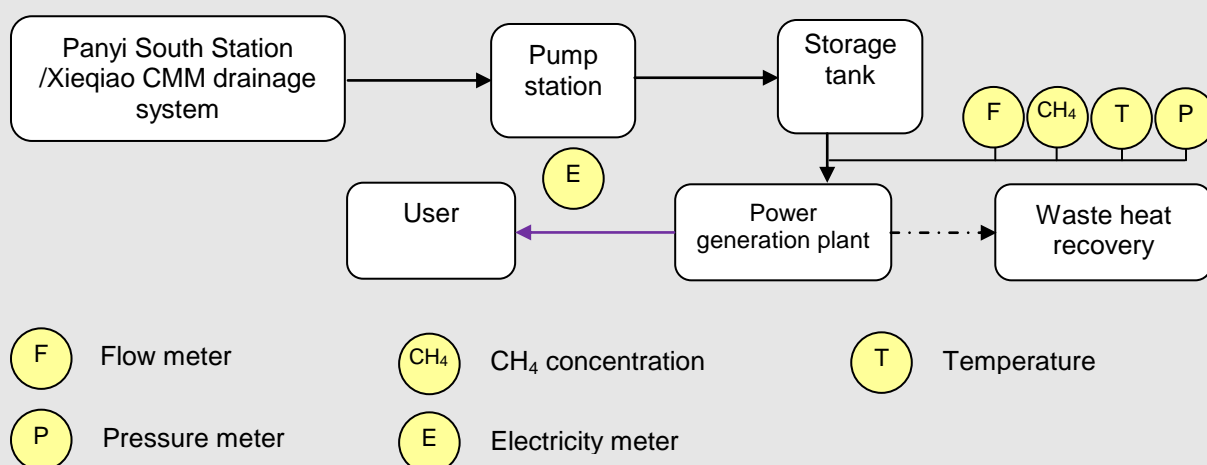 Panyi South Station
/Xieqiao CMM drainage
system
Pump
station
Storage
tank
F
CH₄
T
P
E
User
Power
generation plant
Waste heat
recovery
F
Flow meter
CH₄
CH₄ concentration
T
Temperature
P
Pressure meter
E
Electricity meter